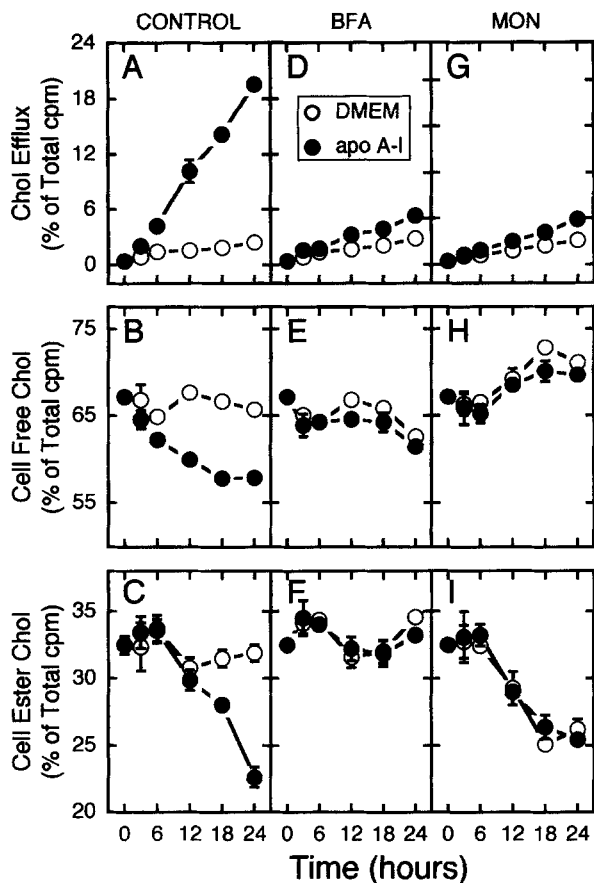 CONTROL BFA MON
A D G
DMEM
apo A-I
Chol Efflux
(% of Total cpm)
24
18
12
6
0
B E H
Cell Free Chol
(% of Total cpm)
75
65
55
C F I
Cell Ester Chol
(% of Total cpm)
35
30
25
20
0 6 12 18 24 0 6 12 18 24 0 6 12 18 24
Time (hours)